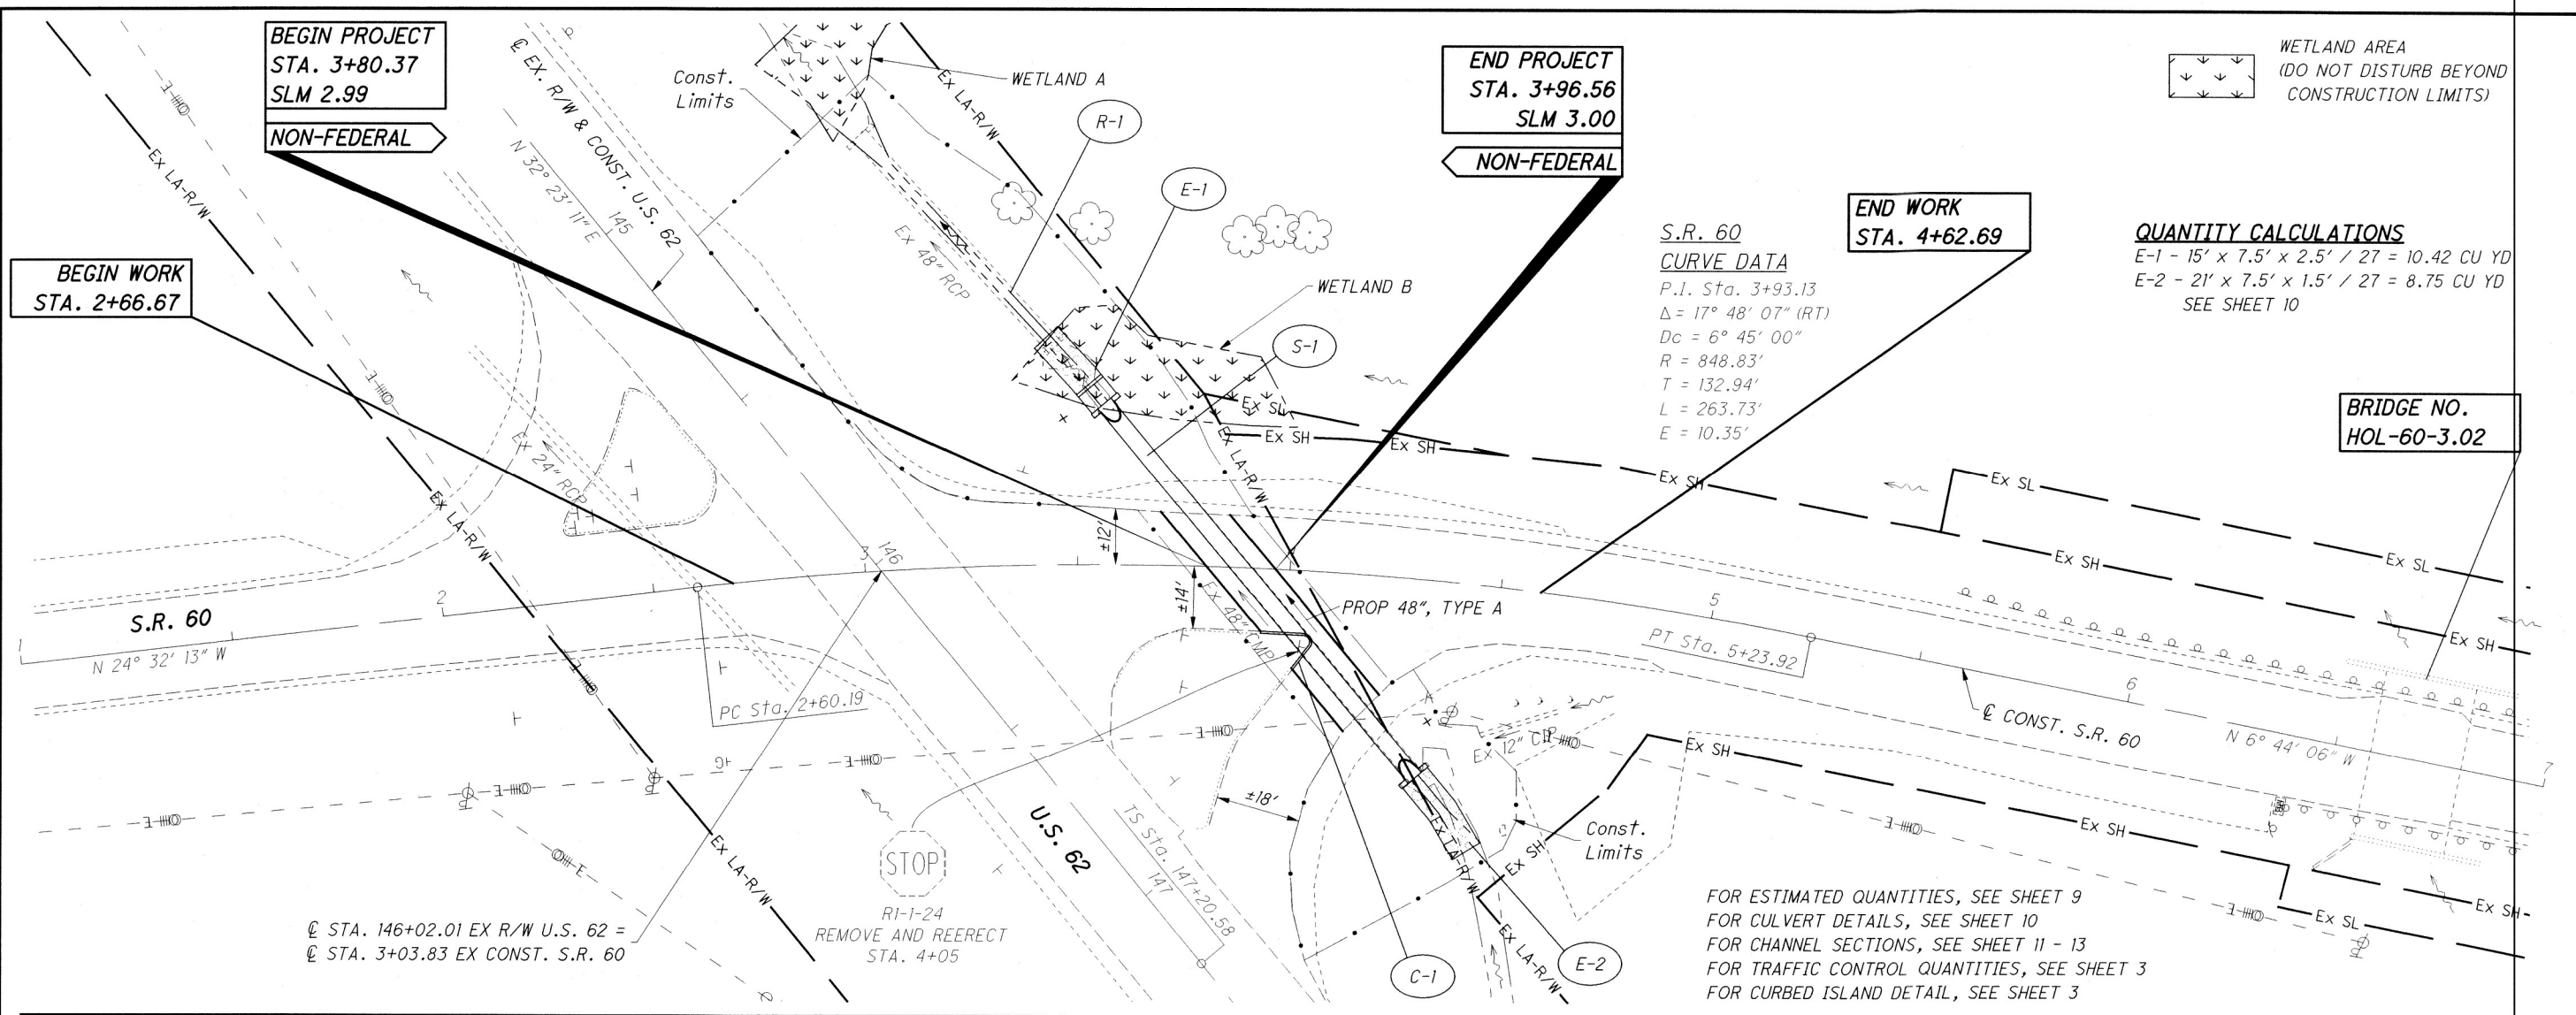 BEGIN PROJECT
STA. 3+80.37
SLM 2.99
NON-FEDERAL
BEGIN WORK
STA. 2+66.67
℄ EX. R/W & CONST. U.S. 62
N 32° 23' 11" E
145
Const.
Limits
WETLAND A
R-1
E-1
WETLAND B
S-1
END PROJECT
STA. 3+96.56
SLM 3.00
NON-FEDERAL
END WORK
STA. 4+62.69
WETLAND AREA
(DO NOT DISTURB BEYOND
CONSTRUCTION LIMITS)
S.R. 60
CURVE DATA
P.I. Sta. 3+93.13
Δ = 17° 48' 07" (RT)
Dc = 6° 45' 00"
R = 848.83'
T = 132.94'
L = 263.73'
E = 10.35'
QUANTITY CALCULATIONS
E-1 - 15' x 7.5' x 2.5' / 27 = 10.42 CU YD
E-2 - 21' x 7.5' x 1.5' / 27 = 8.75 CU YD
SEE SHEET 10
BRIDGE NO.
HOL-60-3.02
Ex LA-R/W
Ex LA-R/W
Ex LA-R/W
Ex LA-R/W
Ex LA-R/W
Ex LA-R/W
Ex LA-R/W
EX 48" RCP
EX 24" RCP
EX 48" CMP
EX 12" CIP
Ex SL
Ex SH
Ex SH
Ex SH
Ex SL
Ex SH
Ex SL
Ex SH
Ex SH
Ex SH
Ex SH
Ex SL
Ex SH
1
2
3
146
5
6
7
±12'
±14'
±18'
S.R. 60
N 24° 32' 13" W
PC Sta. 2+60.19
PROP 48", TYPE A
PT Sta. 5+23.92
℄ CONST. S.R. 60
N 6° 44' 06" W
U.S. 62
TS Sta. 147+20.58
147
STOP
R1-1-24
REMOVE AND REERECT
STA. 4+05
℄ STA. 146+02.01 EX R/W U.S. 62 =
℄ STA. 3+03.83 EX CONST. S.R. 60
Const.
Limits
C-1
E-2
FOR ESTIMATED QUANTITIES, SEE SHEET 9
FOR CULVERT DETAILS, SEE SHEET 10
FOR CHANNEL SECTIONS, SEE SHEET 11 - 13
FOR TRAFFIC CONTROL QUANTITIES, SEE SHEET 3
FOR CURBED ISLAND DETAIL, SEE SHEET 3